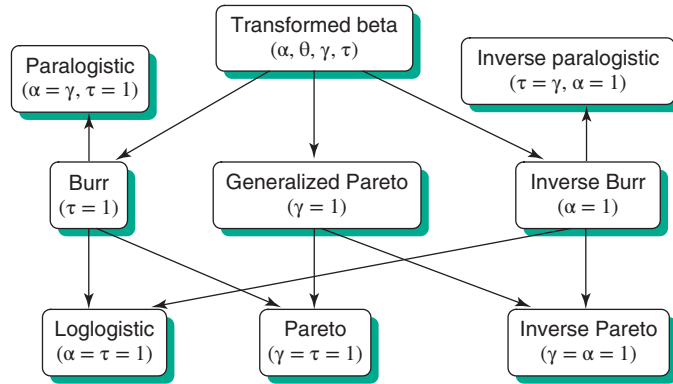 Transformed beta
(α, θ, γ, τ)
Paralogistic
(α = γ, τ = 1)
Inverse paralogistic
(τ = γ, α = 1)
Burr
(τ = 1)
Generalized Pareto
(γ = 1)
Inverse Burr
(α = 1)
Loglogistic
(α = τ = 1)
Pareto
(γ = τ = 1)
Inverse Pareto
(γ = α = 1)